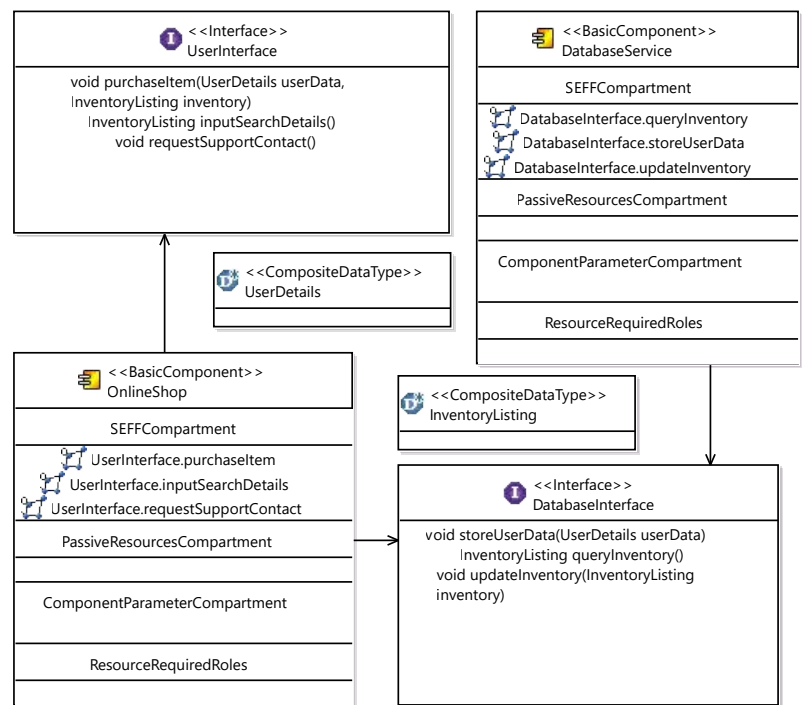 <<Interface>>
UserInterface
void purchaseItem(UserDetails userData,
InventoryListing inventory)
InventoryListing inputSearchDetails()
void requestSupportContact()
<<BasicComponent>>
DatabaseService
SEFFCompartment
DatabaseInterface.queryInventory
DatabaseInterface.storeUserData
DatabaseInterface.updateInventory
PassiveResourcesCompartment
ComponentParameterCompartment
ResourceRequiredRoles
<<CompositeDataType>>
UserDetails
<<BasicComponent>>
OnlineShop
SEFFCompartment
UserInterface.purchaseItem
UserInterface.inputSearchDetails
UserInterface.requestSupportContact
PassiveResourcesCompartment
ComponentParameterCompartment
ResourceRequiredRoles
<<CompositeDataType>>
InventoryListing
<<Interface>>
DatabaseInterface
void storeUserData(UserDetails userData)
InventoryListing queryInventory()
void updateInventory(InventoryListing
inventory)